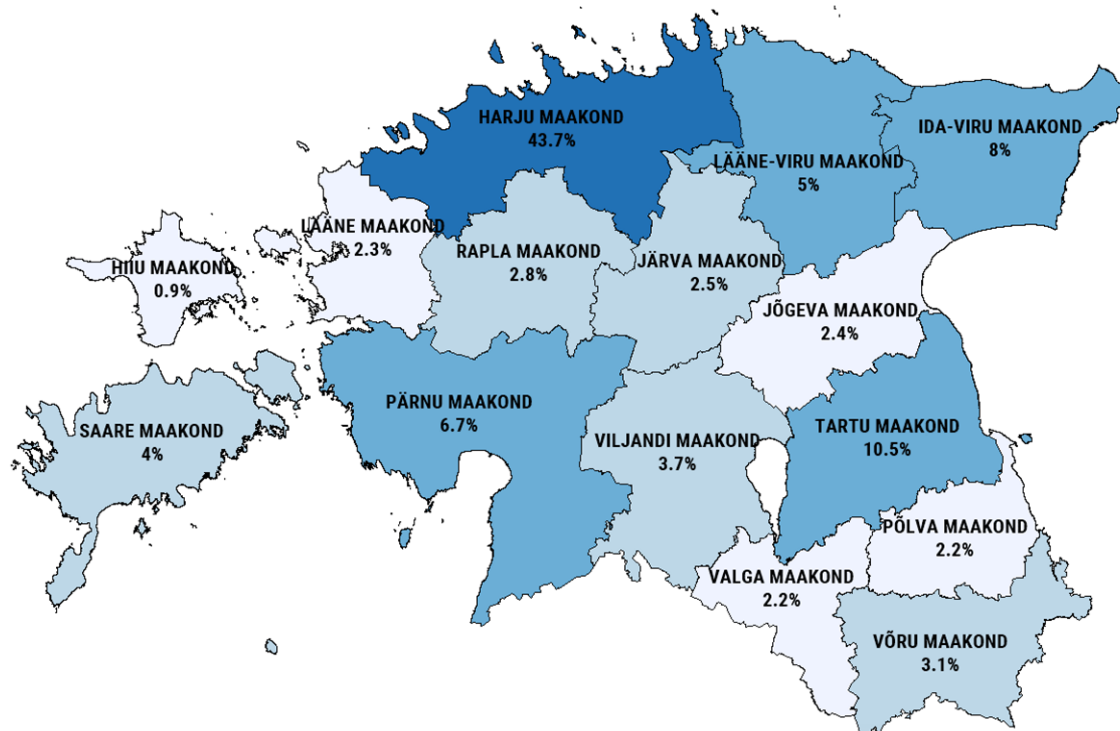 HARJU MAAKOND
43.7%
IDA-VIRU MAAKOND
8%
LÄÄNE-VIRU MAAKOND
5%
LÄÄNE MAAKOND
2.3%
RAPLA MAAKOND
2.8%
JÄRVA MAAKOND
2.5%
HIIU MAAKOND
0.9%
JÕGEVA MAAKOND
2.4%
PÄRNU MAAKOND
6.7%
SAARE MAAKOND
4%
VILJANDI MAAKOND
3.7%
TARTU MAAKOND
10.5%
PÕLVA MAAKOND
2.2%
VALGA MAAKOND
2.2%
VÕRU MAAKOND
3.1%